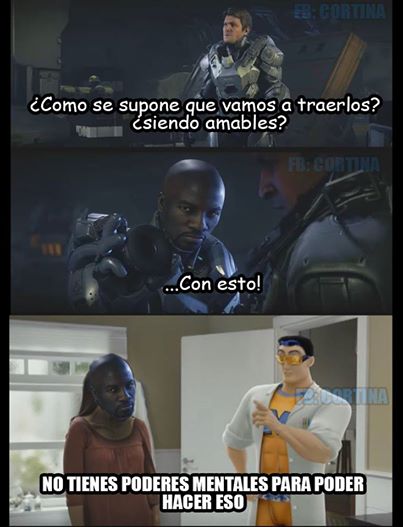 FB: CORTINA
¿Como se supone que vamos a traerlos?
¿siendo amables?
FB: CORTINA
...Con esto!
FB: CORTINA
M
NO TIENES PODERES MENTALES PARA PODER
HACER ESO